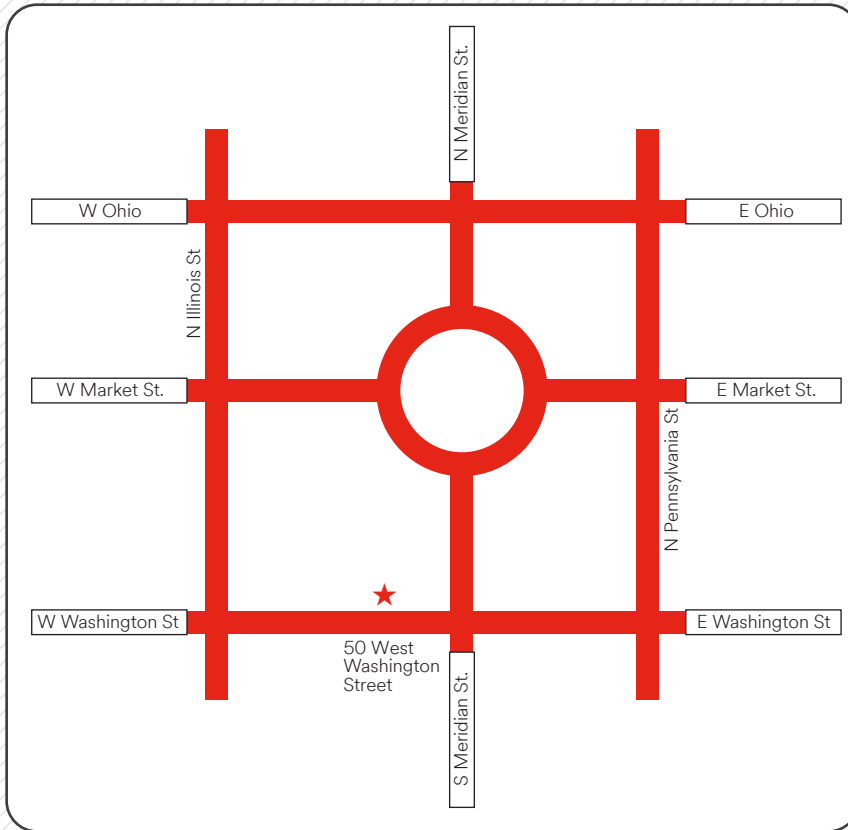 N Meridian St.
W Ohio
E Ohio
N Illinois St
W Market St.
E Market St.
N Pennsylvania St
W Washington St
E Washington St
50 West
Washington
Street
S Meridian St.